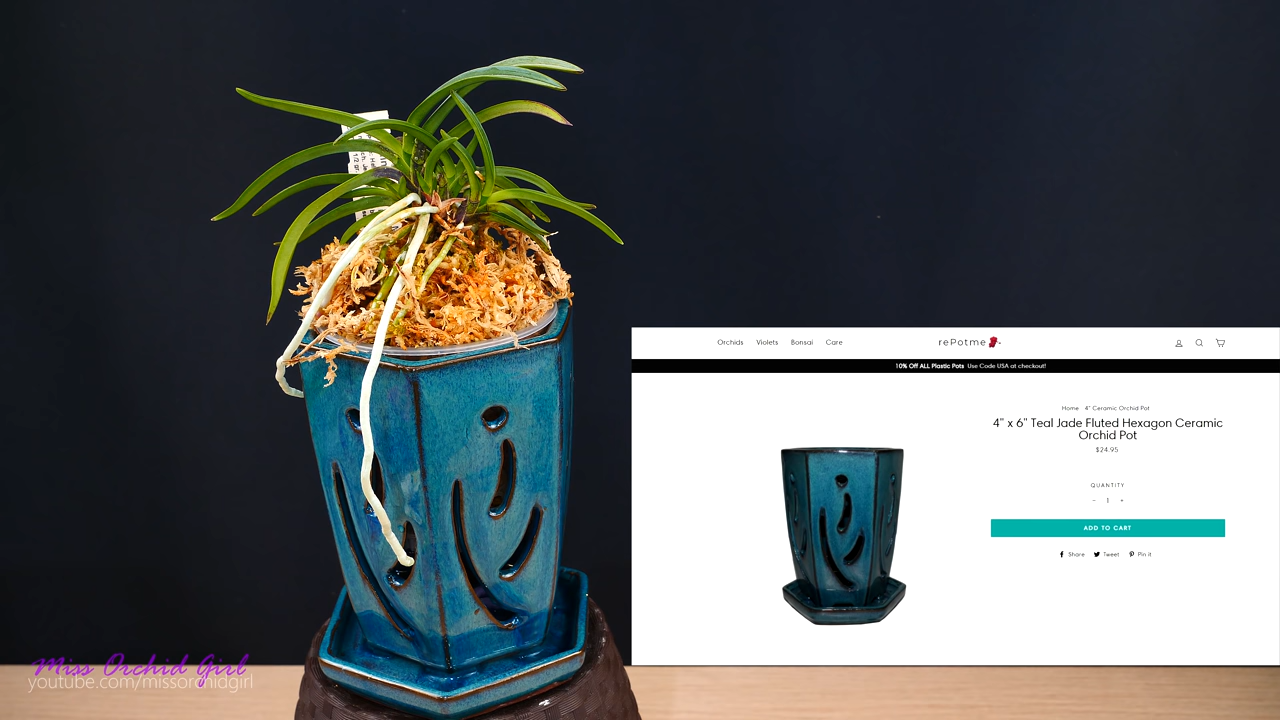 Miss Orchid Girl
youtube.com/missorchidgirl
Orchids Violets Bonsai Care
rePotme
10% Off ALL Plastic Pots Use Code USA at checkout!
Home 4" Ceramic Orchid Pot
4" x 6" Teal Jade Fluted Hexagon Ceramic
Orchid Pot
$24.95
QUANTITY
− 1 +
ADD TO CART
Share Tweet Pin it